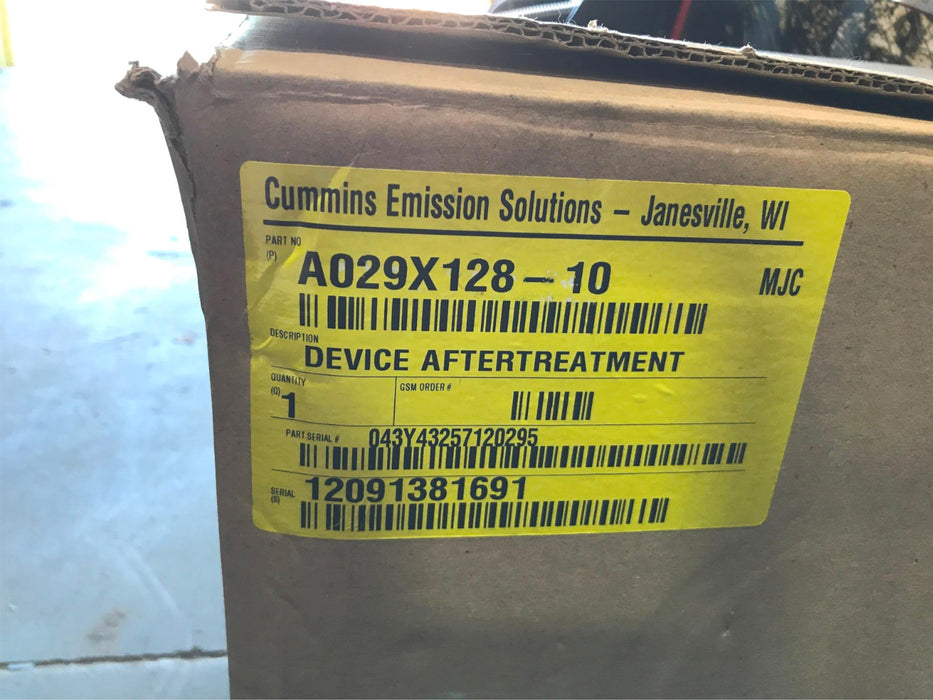 Cummins Emission Solutions – Janesville, WI
PART NO
(P)
A029X128–10 MJC
DESCRIPTION
DEVICE AFTERTREATMENT
QUANTITY
(Q)
1
GSM ORDER #
PART SERIAL # 043Y43257120295
SERIAL
(S)
12091381691